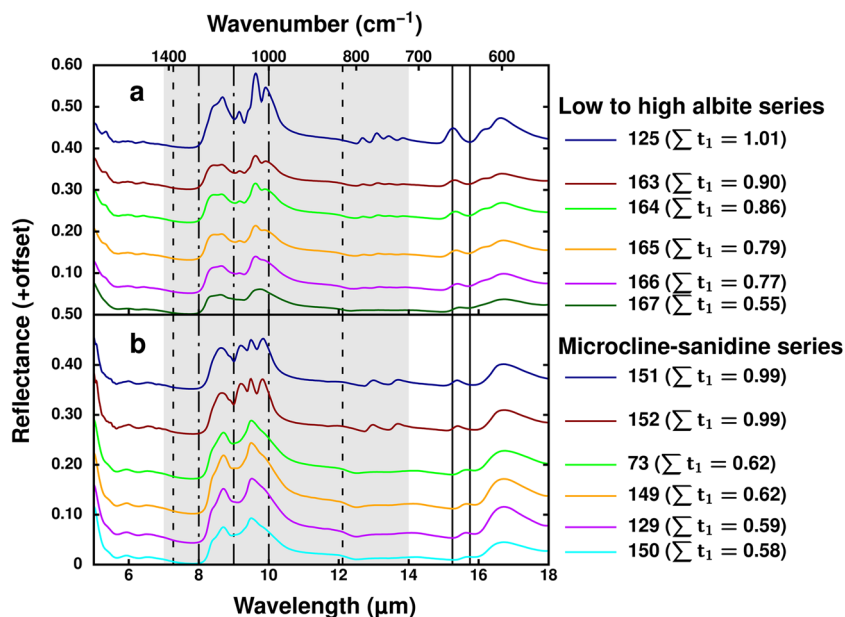 Wavenumber (cm⁻¹)
1400 1000 800 700 600
0.60
a
0.50
0.40
0.30
0.20
0.10
0.50
Low to high albite series
125 (∑ t₁ = 1.01)
163 (∑ t₁ = 0.90)
164 (∑ t₁ = 0.86)
165 (∑ t₁ = 0.79)
166 (∑ t₁ = 0.77)
167 (∑ t₁ = 0.55)
Reflectance (+offset)
b
0.40
0.30
0.20
0.10
0
Microcline-sanidine series
151 (∑ t₁ = 0.99)
152 (∑ t₁ = 0.99)
73 (∑ t₁ = 0.62)
149 (∑ t₁ = 0.62)
129 (∑ t₁ = 0.59)
150 (∑ t₁ = 0.58)
6 8 10 12 14 16 18
Wavelength (μm)